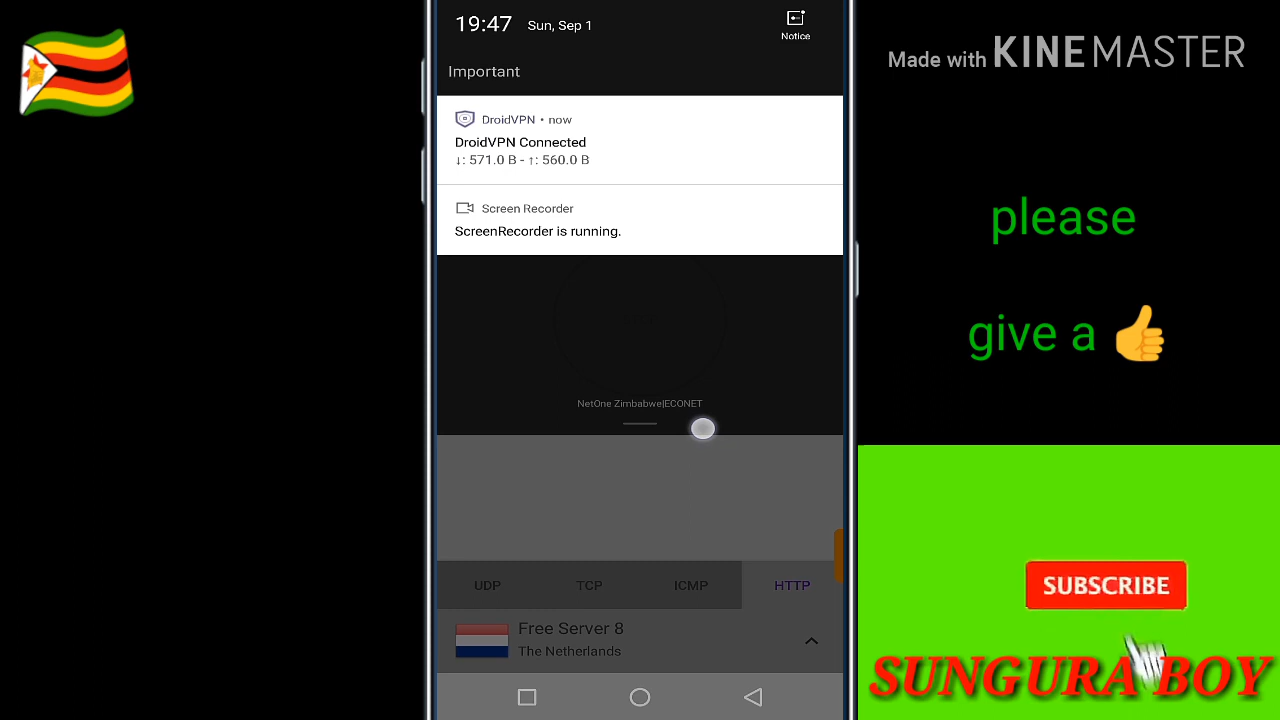 19:47 Sun, Sep 1
Notice
Important
DroidVPN • now
DroidVPN Connected
↓: 571.0 B - ↑: 560.0 B
Screen Recorder
ScreenRecorder is running.
NetOne Zimbabwe|ECONET
UDP TCP ICMP HTTP
Free Server 8
The Netherlands
Made with KINEMASTER
please
give a 👍
SUBSCRIBE
SUNGURA BOY